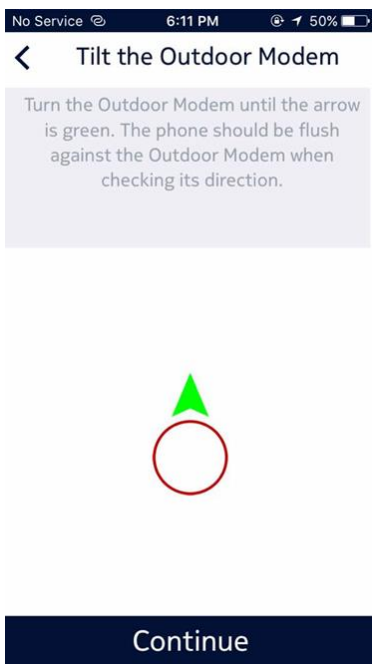 No Service 6:11 PM 50%
Tilt the Outdoor Modem
Turn the Outdoor Modem until the arrow
is green. The phone should be flush
against the Outdoor Modem when
checking its direction.
Continue